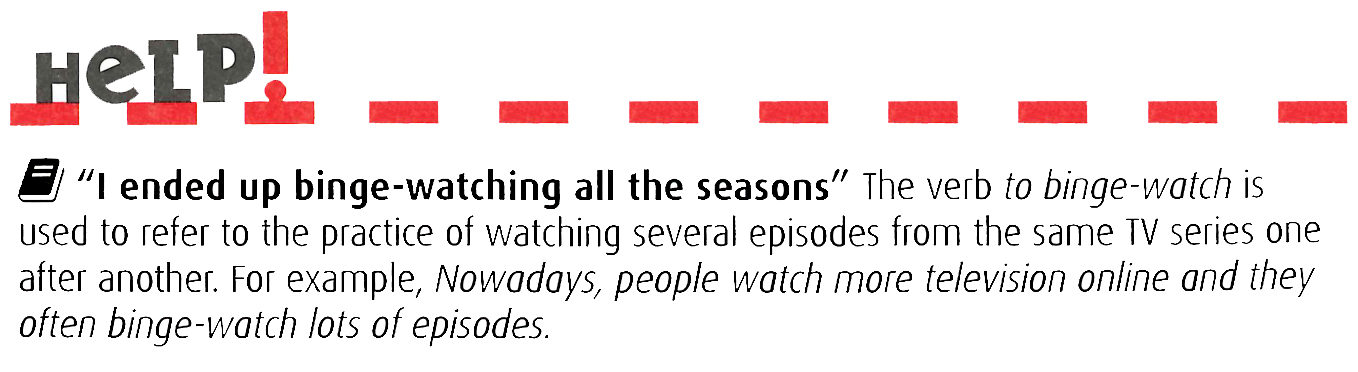 HeLP!
"I ended up binge-watching all the seasons" The verb to binge-watch is
used to refer to the practice of watching several episodes from the same TV series one
after another. For example, Nowadays, people watch more television online and they
often binge-watch lots of episodes.